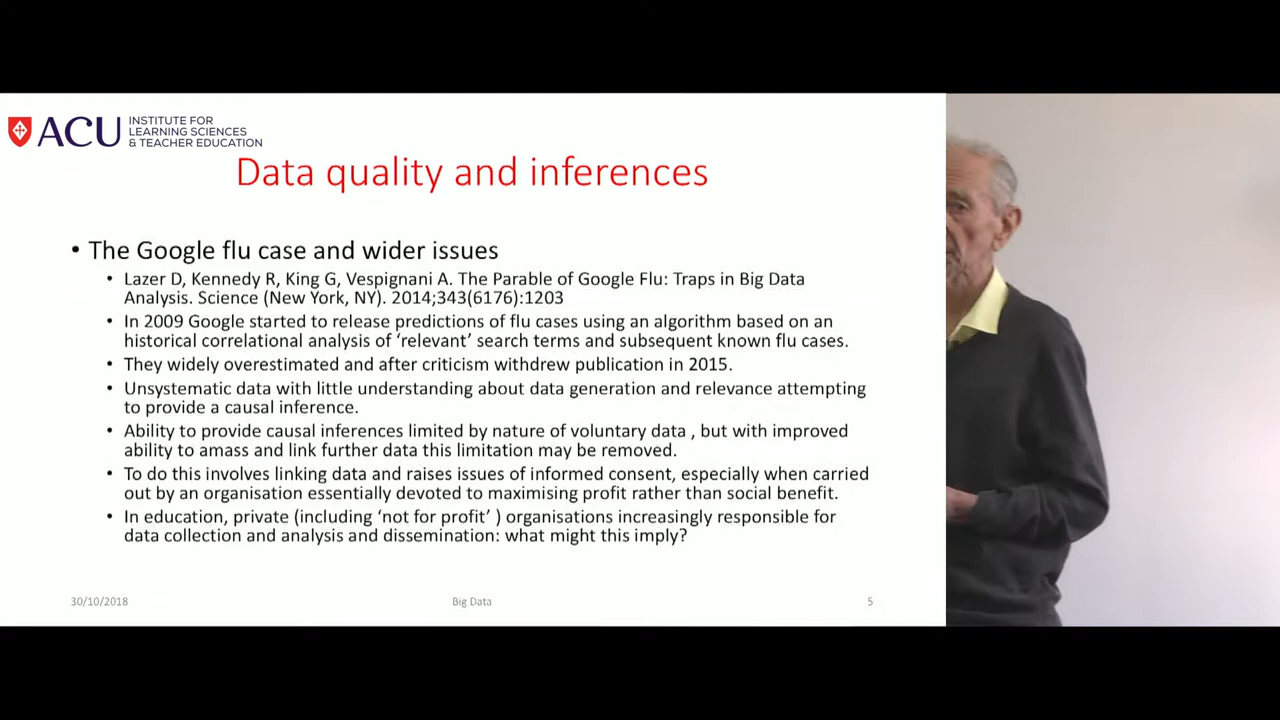 ACU
INSTITUTE FOR
LEARNING SCIENCES
& TEACHER EDUCATION
Data quality and inferences
• The Google flu case and wider issues
• Lazer D, Kennedy R, King G, Vespignani A. The Parable of Google Flu: Traps in Big Data
Analysis. Science (New York, NY). 2014;343(6176):1203
• In 2009 Google started to release predictions of flu cases using an algorithm based on an
historical correlational analysis of ‘relevant’ search terms and subsequent known flu cases.
• They widely overestimated and after criticism withdrew publication in 2015.
• Unsystematic data with little understanding about data generation and relevance attempting
to provide a causal inference.
• Ability to provide causal inferences limited by nature of voluntary data , but with improved
ability to amass and link further data this limitation may be removed.
• To do this involves linking data and raises issues of informed consent, especially when carried
out by an organisation essentially devoted to maximising profit rather than social benefit.
• In education, private (including ‘not for profit’ ) organisations increasingly responsible for
data collection and analysis and dissemination: what might this imply?
30/10/2018
Big Data
5